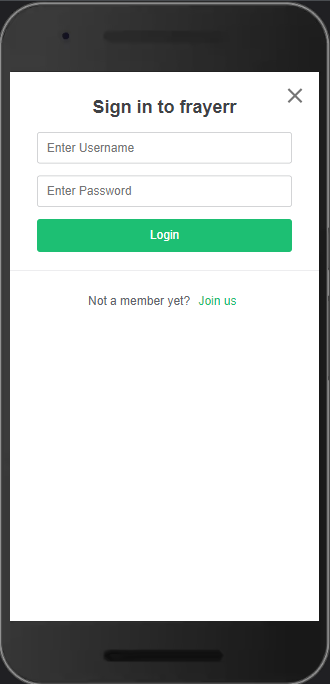 Sign in to frayerr
Enter Username
Enter Password
Login
Not a member yet? Join us